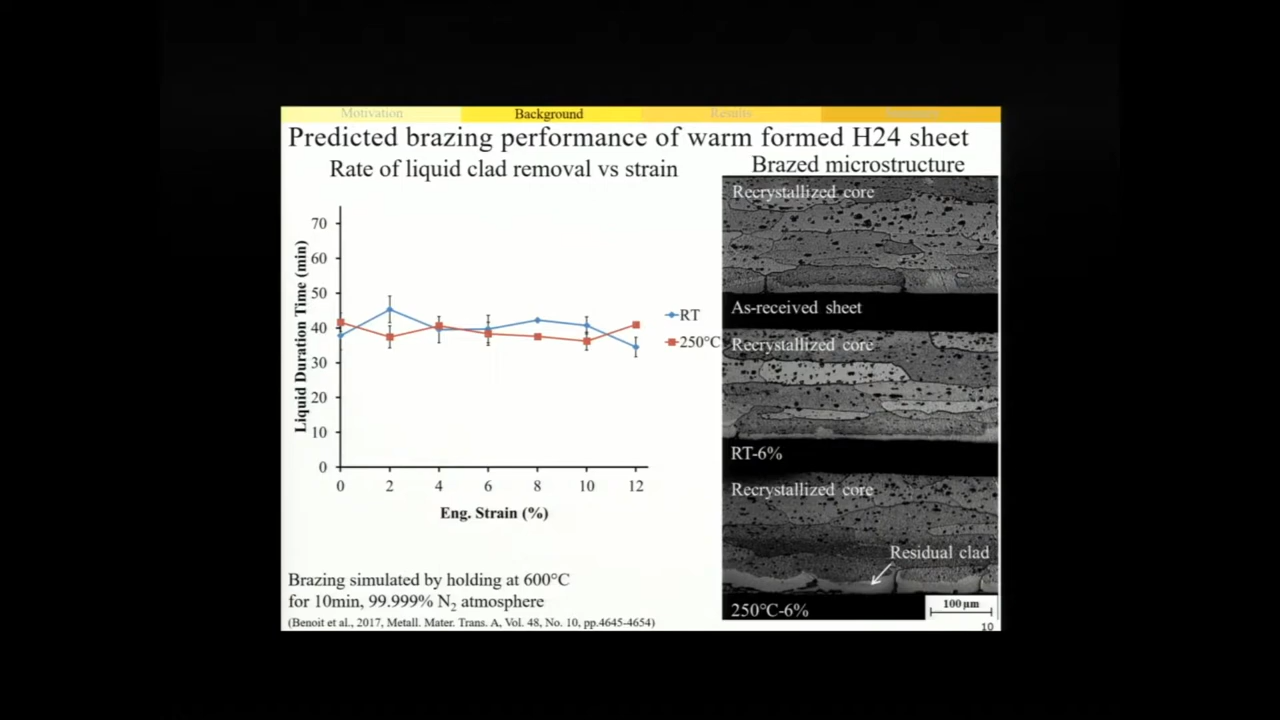 Motivation
Background
Results
Predicted brazing performance of warm formed H24 sheet
Rate of liquid clad removal vs strain
Liquid Duration Time (min)
70
60
50
40
30
20
10
0
0 2 4 6 8 10 12
Eng. Strain (%)
RT
250°C
Brazing simulated by holding at 600°C
for 10min, 99.999% N₂ atmosphere
(Benoit et al., 2017, Metall. Mater. Trans. A, Vol. 48, No. 10, pp.4645-4654)
Brazed microstructure
Recrystallized core
As-received sheet
Recrystallized core
RT-6%
Recrystallized core
Residual clad
250℃-6%
100 μm
10